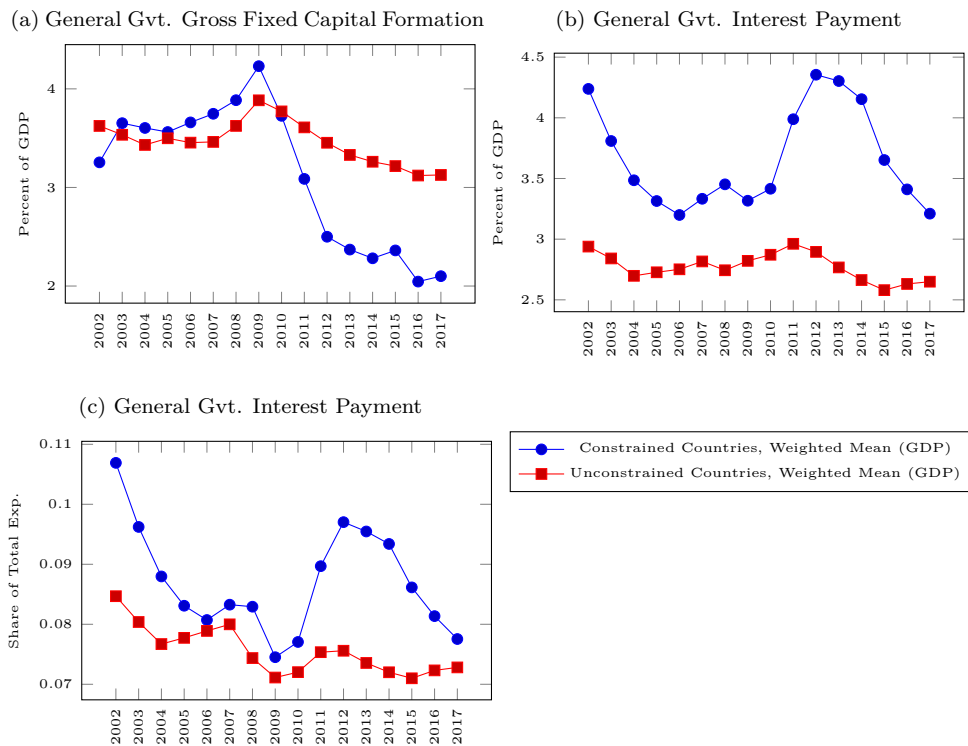 (a) General Gvt. Gross Fixed Capital Formation
4
3
2
Percent of GDP
2002 2003 2004 2005 2006 2007 2008 2009 2010 2011 2012 2013 2014 2015 2016 2017
(b) General Gvt. Interest Payment
4.5
4
3.5
3
2.5
Percent of GDP
2002 2003 2004 2005 2006 2007 2008 2009 2010 2011 2012 2013 2014 2015 2016 2017
(c) General Gvt. Interest Payment
0.11
0.1
0.09
0.08
0.07
Share of Total Exp.
2002 2003 2004 2005 2006 2007 2008 2009 2010 2011 2012 2013 2014 2015 2016 2017
Constrained Countries, Weighted Mean (GDP)
Unconstrained Countries, Weighted Mean (GDP)